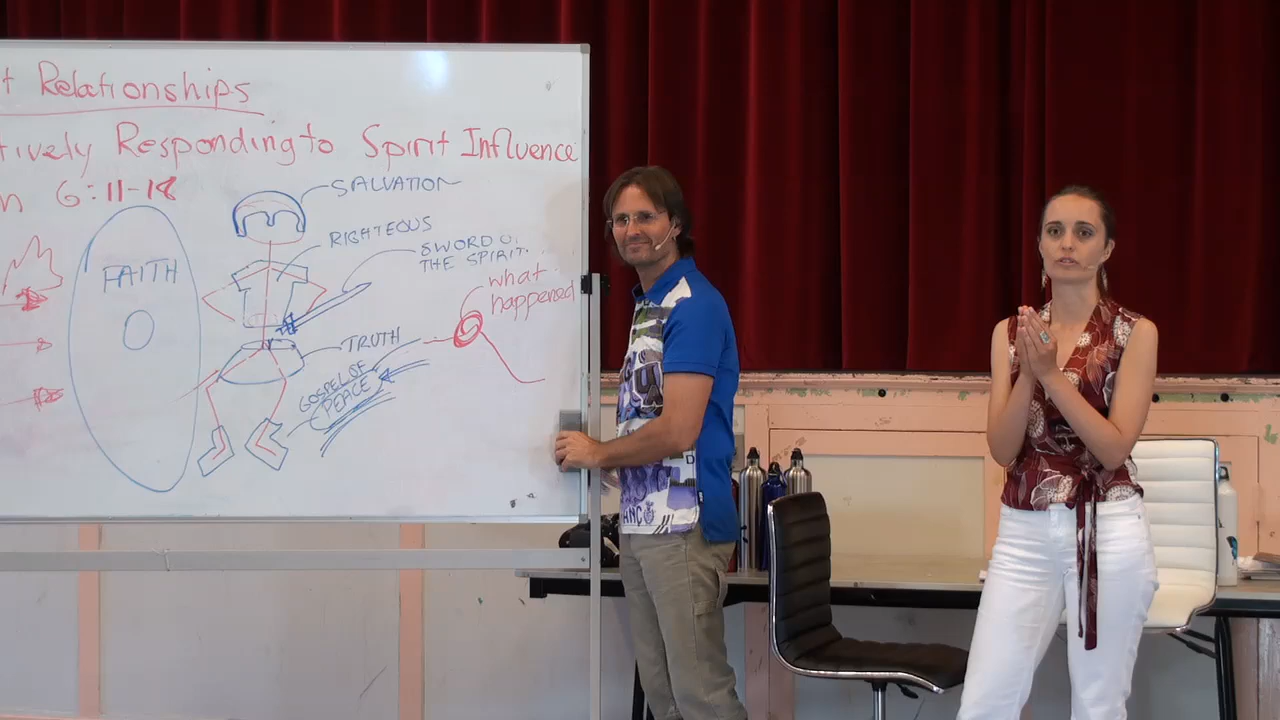 t Relationships
tively Responding to Spirit Influence
n 6:11-18
SALVATION
RIGHTEOUS
SWORD O.
THE SPIRIT.
FAITH
what
happened
TRUTH
GOSPEL OF
PEACE
ANC